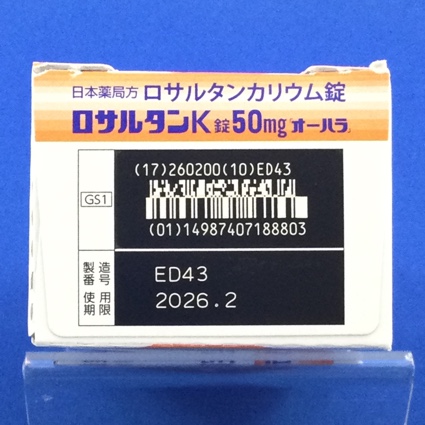 日本薬局方 ロサルタンカリウム錠
ロサルタンK錠50mg「オーハラ」
(17)260200(10)ED43
GS1
(01)14987407188803
製造番号 ED43
使用期限 2026.2